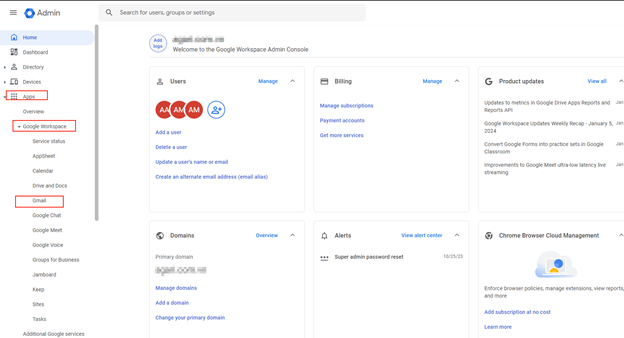 Admin
Search for users, groups or settings
Home
Dashboard
Directory
Devices
Apps
Overview
Google Workspace
Service status
AppSheet
Calendar
Drive and Docs
Gmail
Google Chat
Google Meet
Google Voice
Groups for Business
Jamboard
Keep
Sites
Tasks
Additional Google services
Add
logo
Welcome to the Google Workspace Admin Console
Users
Manage
AA AM AM
Add a user
Delete a user
Update a user's name or email
Create an alternate email address (email alias)
Billing
Manage
Manage subscriptions
Payment accounts
Get more services
Product updates
View all
Updates to metrics in Google Drive Apps Reports and Jan
Reports API
Google Workspace Updates Weekly Recap - January 5, Jan
2024
Convert Google Forms into practice sets in Google Jan
Classroom
Improvements to Google Meet ultra-low latency live Jan
streaming
Domains
Overview
Primary domain
Manage domains
Add a domain
Change your primary domain
Alerts
View alert center
Super admin password reset 10/25/23
Chrome Browser Cloud Management
Enforce browser policies, manage extensions, view reports,
and more
Add subscription at no cost
Learn more